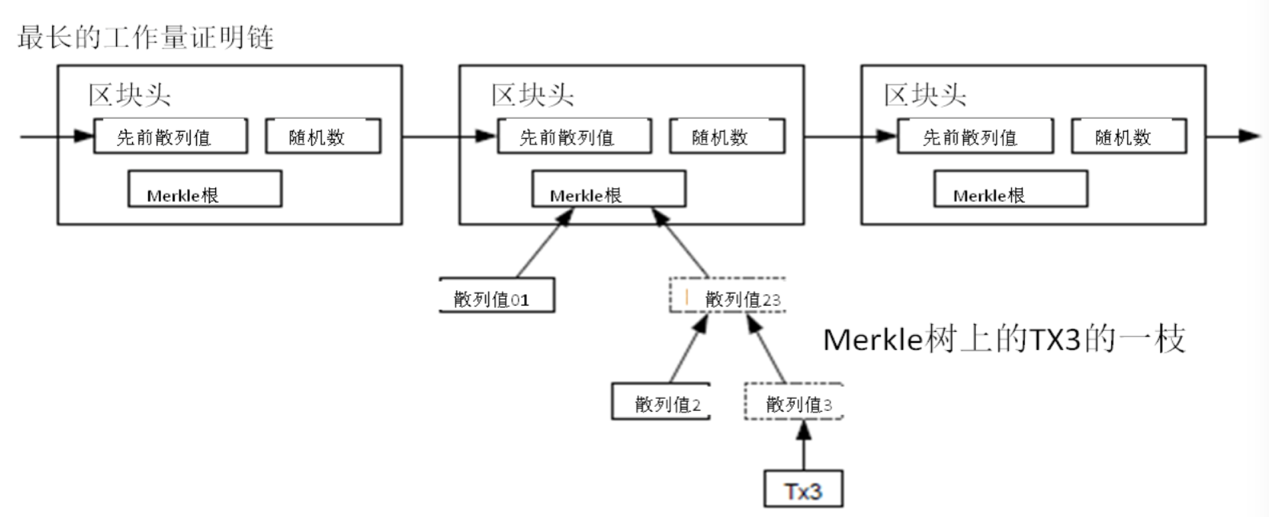 最长的工作量证明链
区块头
区块头
区块头
先前散列值
随机数
先前散列值
随机数
先前散列值
随机数
Merkle根
Merkle根
Merkle根
散列值01
散列值23
Merkle树上的TX3的一枝
散列值2
散列值3
Tx3